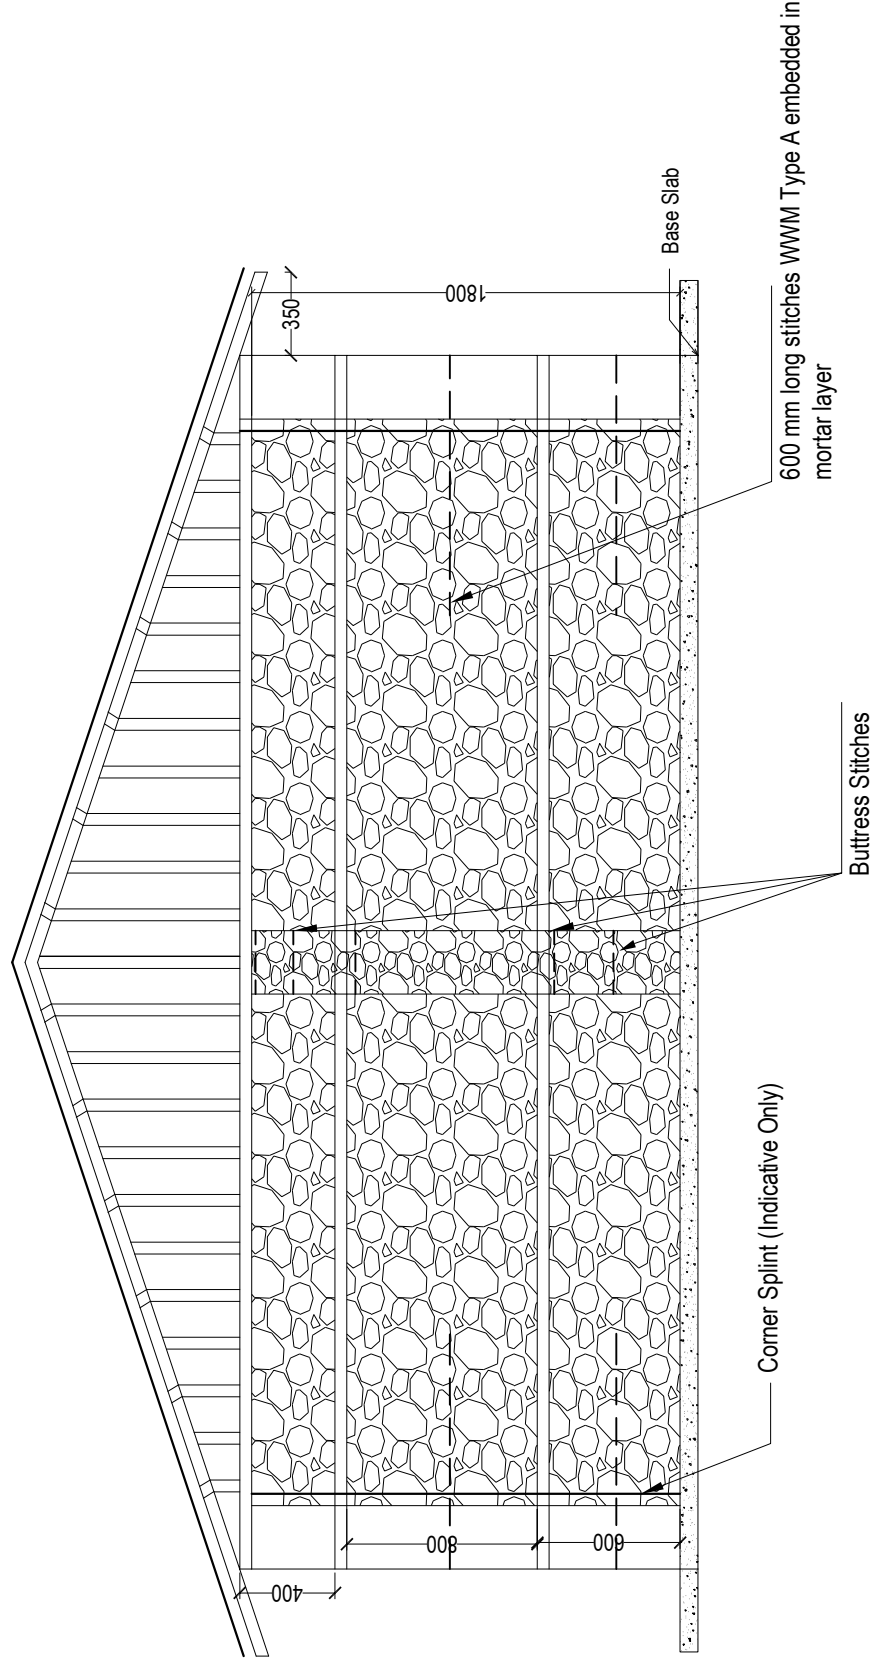 600 mm long stitches WWM Type A embedded in
mortar layer
Base Slab
350
1800
Buttress Stitches
Corner Splint (Indicative Only)
400
800
600